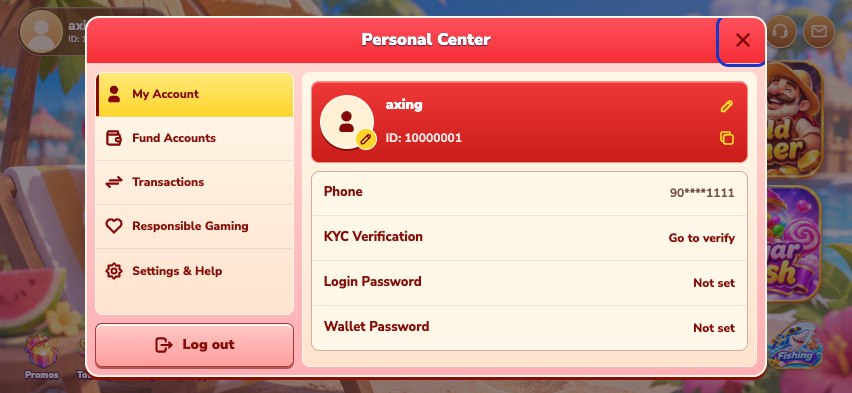 Personal Center
My Account
Fund Accounts
Transactions
Responsible Gaming
Settings & Help
Log out
axing
ID: 10000001
Phone
90****1111
KYC Verification
Go to verify
Login Password
Not set
Wallet Password
Not set
Promos
Fishing